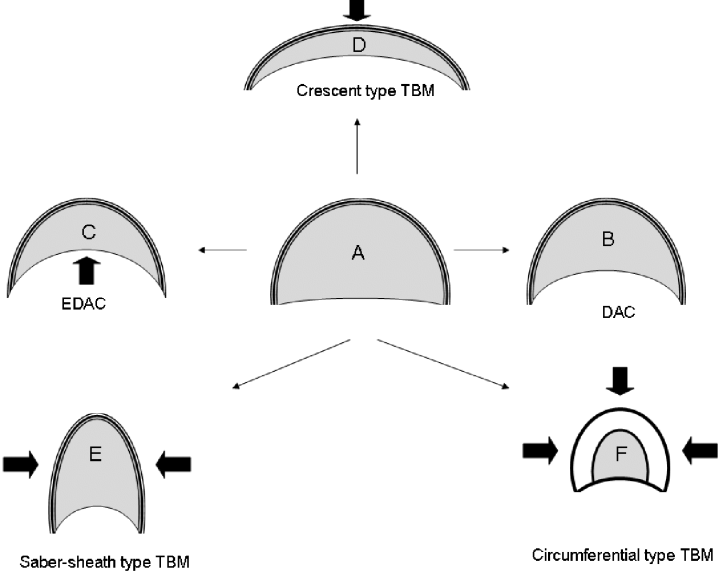 D
Crescent type TBM
C
A
B
EDAC
DAC
E
F
Saber-sheath type TBM
Circumferential type TBM